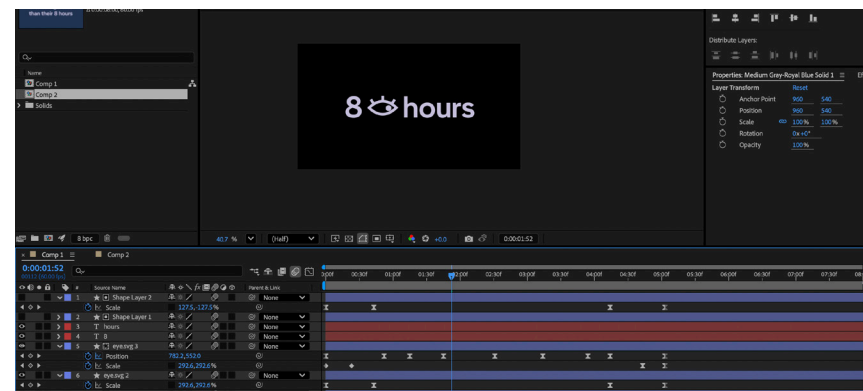 than their 8 hours
Name
Comp 1
Comp 2
Solids
8 bpc
8 hours
40.7 %
(Half)
+0.0
0:00:01:52
Distribute Layers:
Properties: Medium Gray-Royal Blue Solid 1
Layer Transform Reset
Anchor Point 960 540
Position 960 540
Scale 100% 100%
Rotation 0x+0°
Opacity 100%
Comp 1
Comp 2
0:00:01:52
# Source Name Parent & Link
00:30f 01:00f 01:30f 02:00f 02:30f 03:00f 03:30f 04:00f 04:30f 05:00f 05:30f 06:00f 06:30f 07:00f 07:30f
1 Shape Layer 2 None
Scale 127.5,-127.5%
2 Shape Layer 1 None
3 T hours None
4 T 8 None
5 eye.svg 3 None
Position 782.2,552.0
Scale 292.6,292.6%
6 eye.svg 2 None
Scale 292.6,292.6%